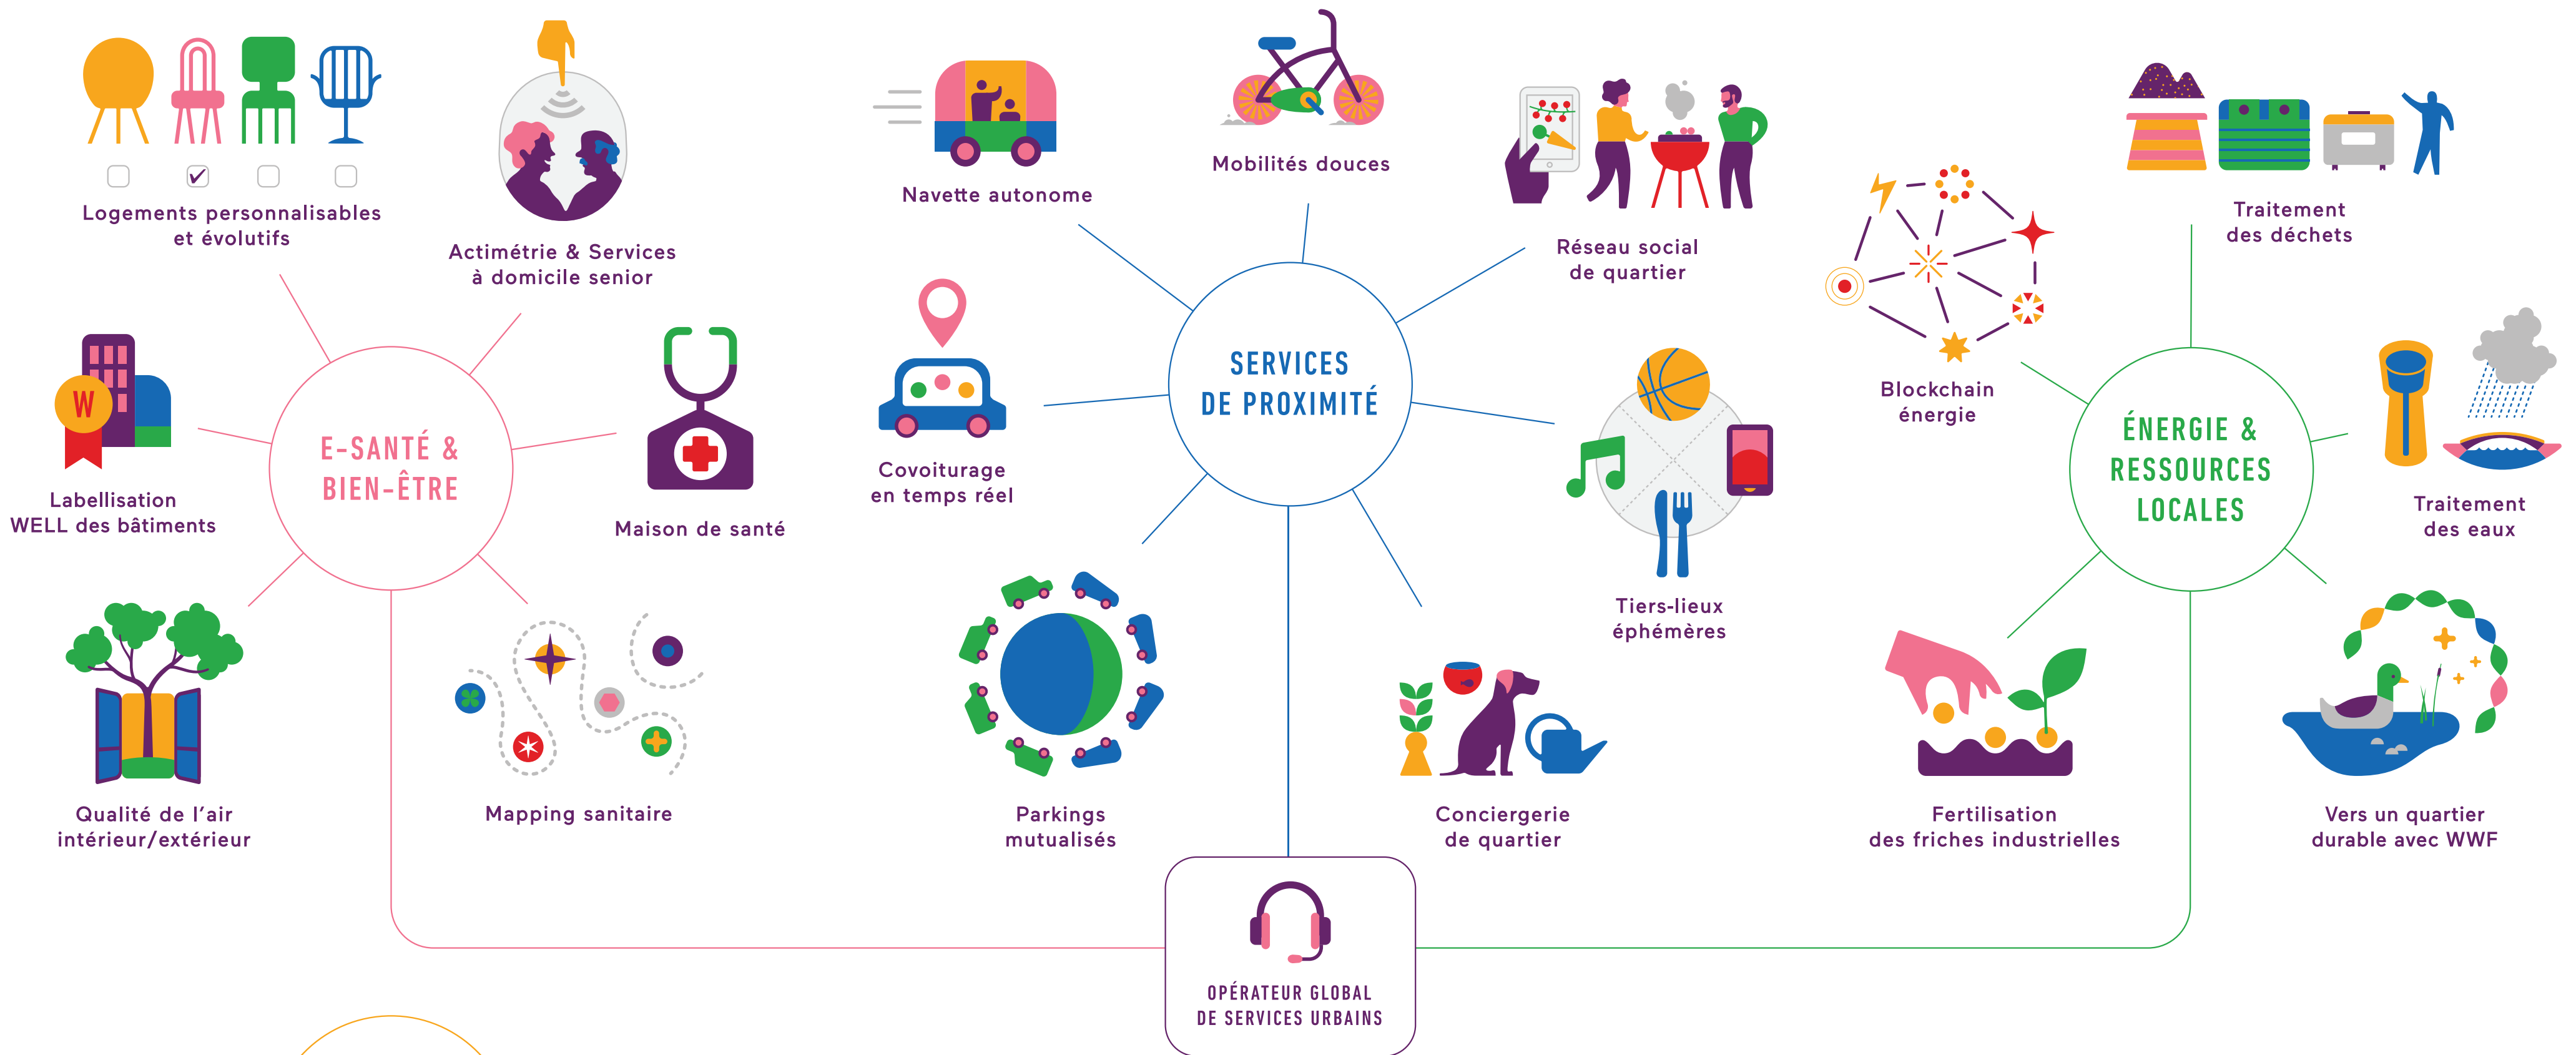 Logements personnalisables
et évolutifs
Actimétrie & Services
à domicile senior
W
Labellisation
WELL des bâtiments
E-SANTÉ &
BIEN-ÊTRE
Maison de santé
Qualité de l’air
intérieur/extérieur
Mapping sanitaire
Navette autonome
Mobilités douces
Réseau social
de quartier
Covoiturage
en temps réel
SERVICES
DE PROXIMITÉ
Tiers-lieux
éphémères
Parkings
mutualisés
Conciergerie
de quartier
Traitement
des déchets
Blockchain
énergie
ÉNERGIE &
RESSOURCES
LOCALES
Traitement
des eaux
Fertilisation
des friches industrielles
Vers un quartier
durable avec WWF
OPÉRATEUR GLOBAL
DE SERVICES URBAINS